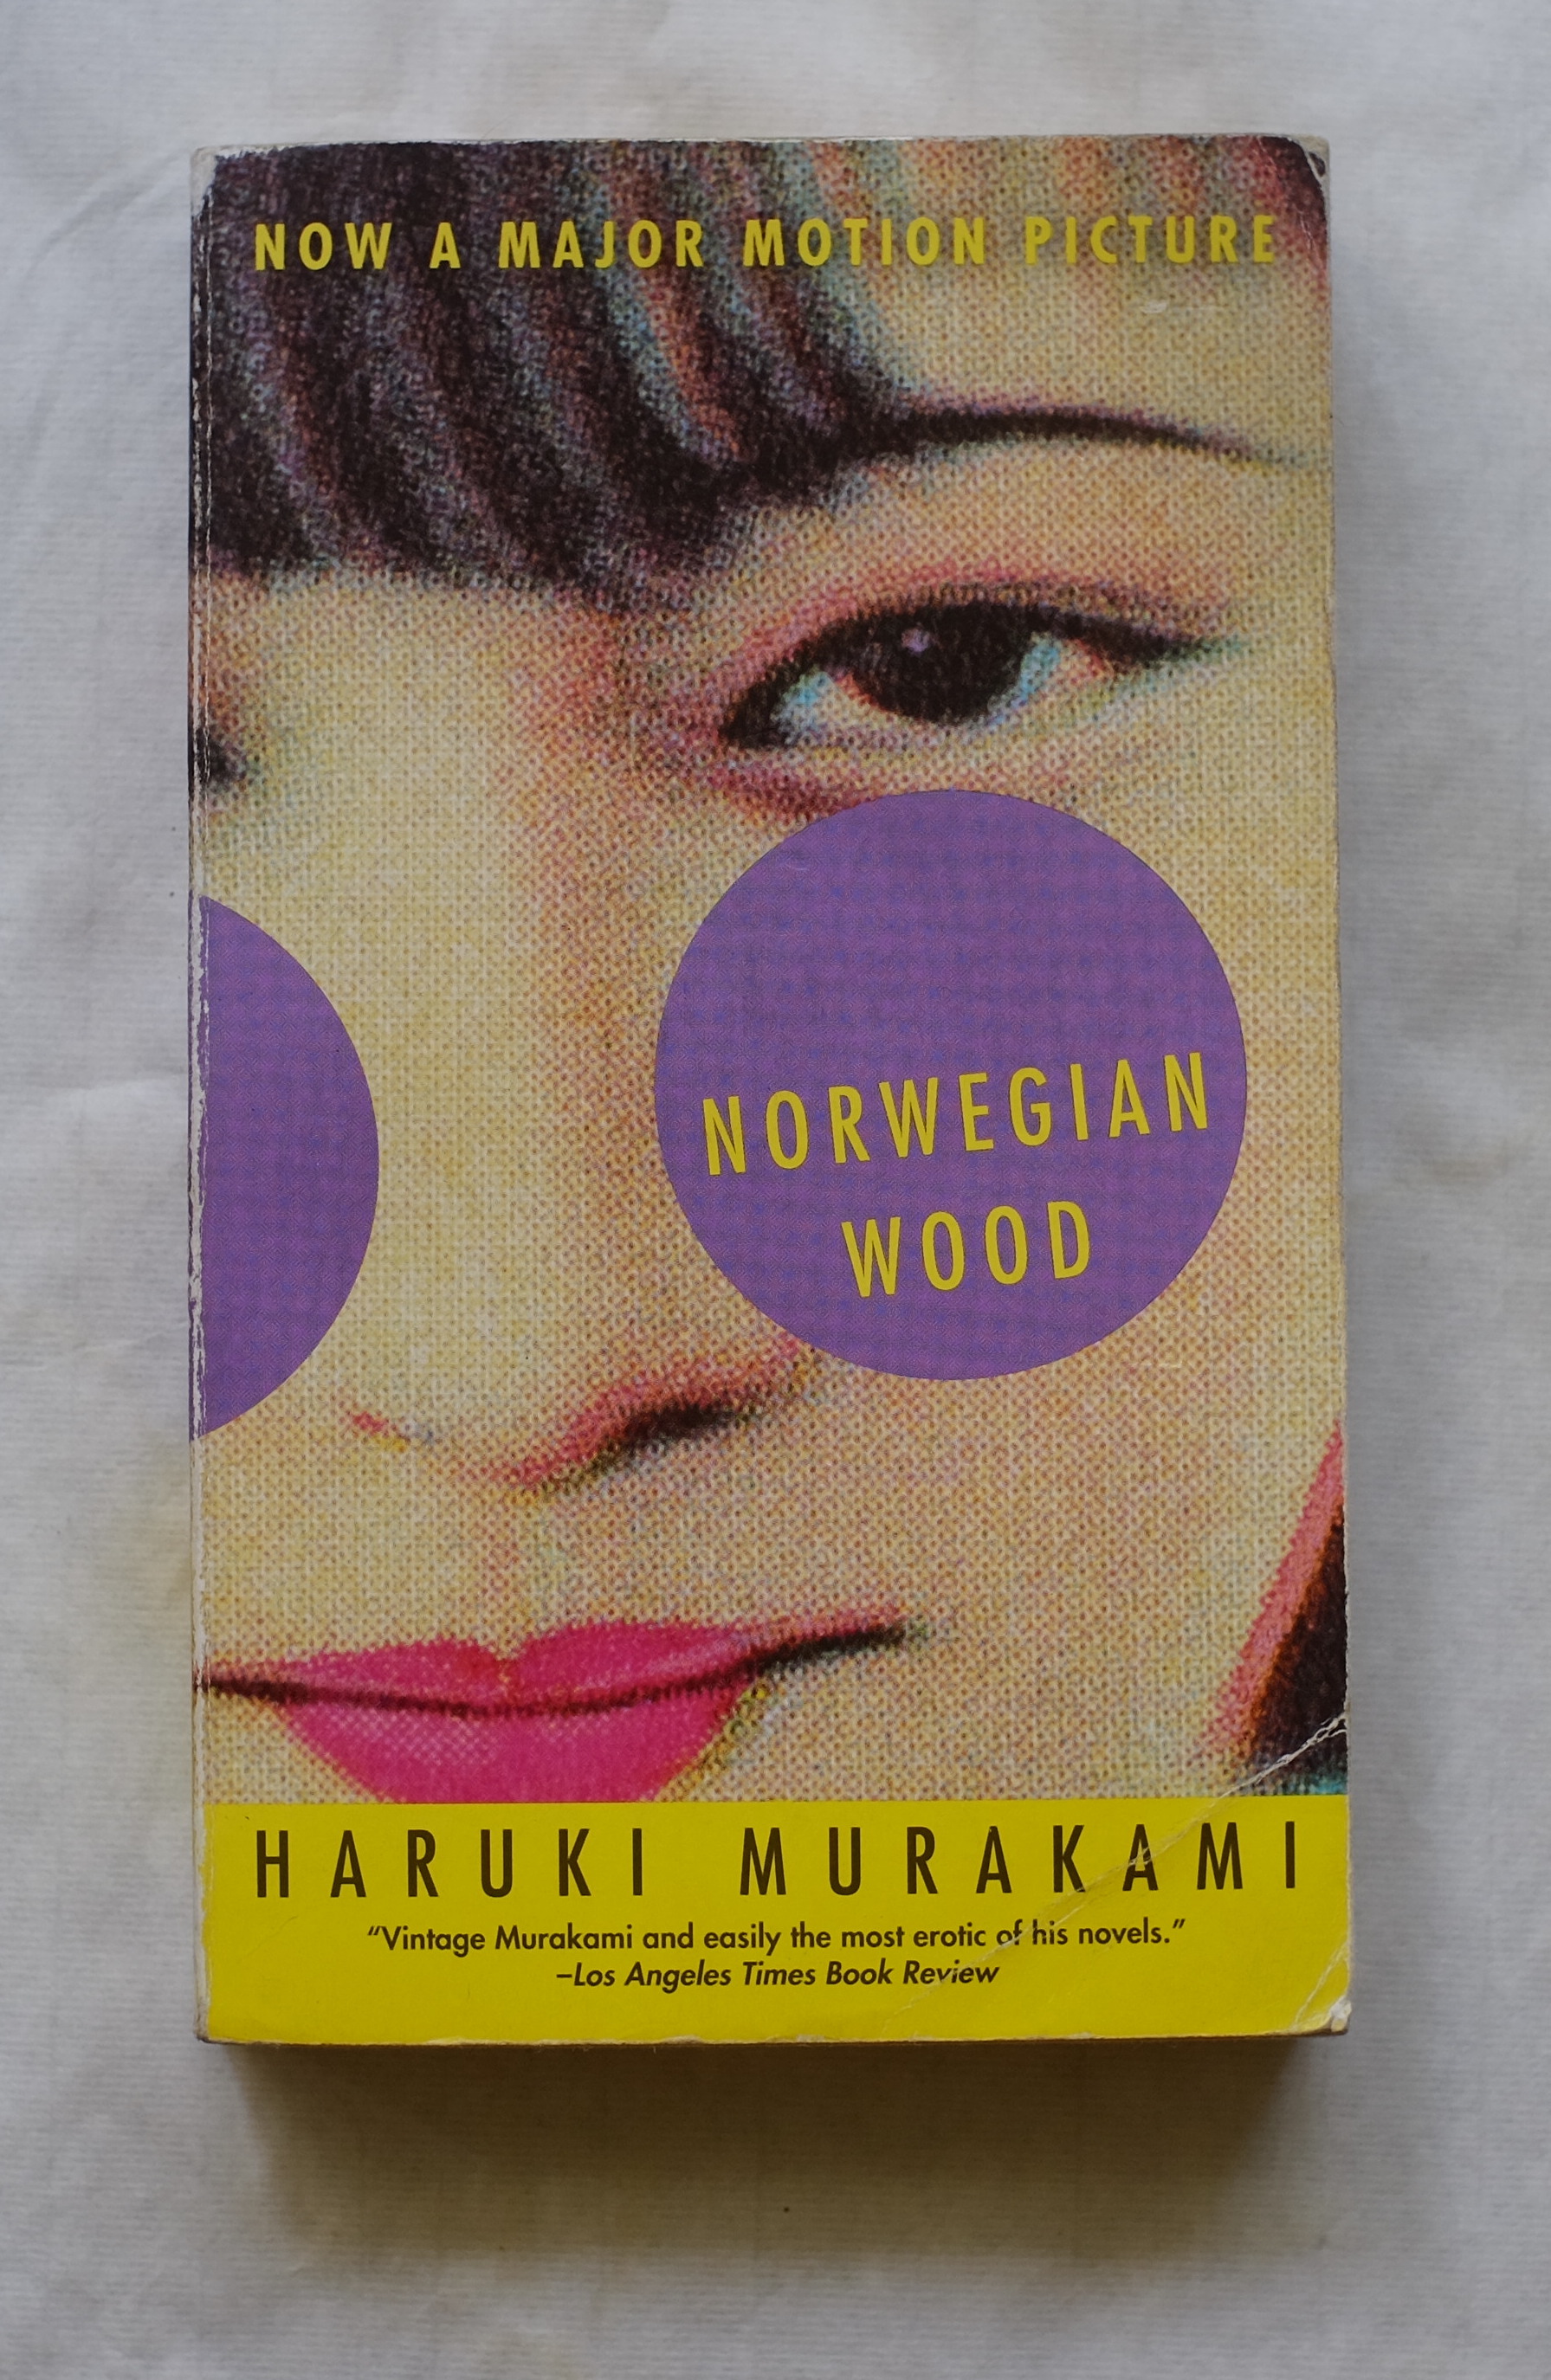 NOW A MAJOR MOTION PICTURE
NORWEGIAN
WOOD
HARUKI MURAKAMI
“Vintage Murakami and easily the most erotic of his novels.”
–Los Angeles Times Book Review